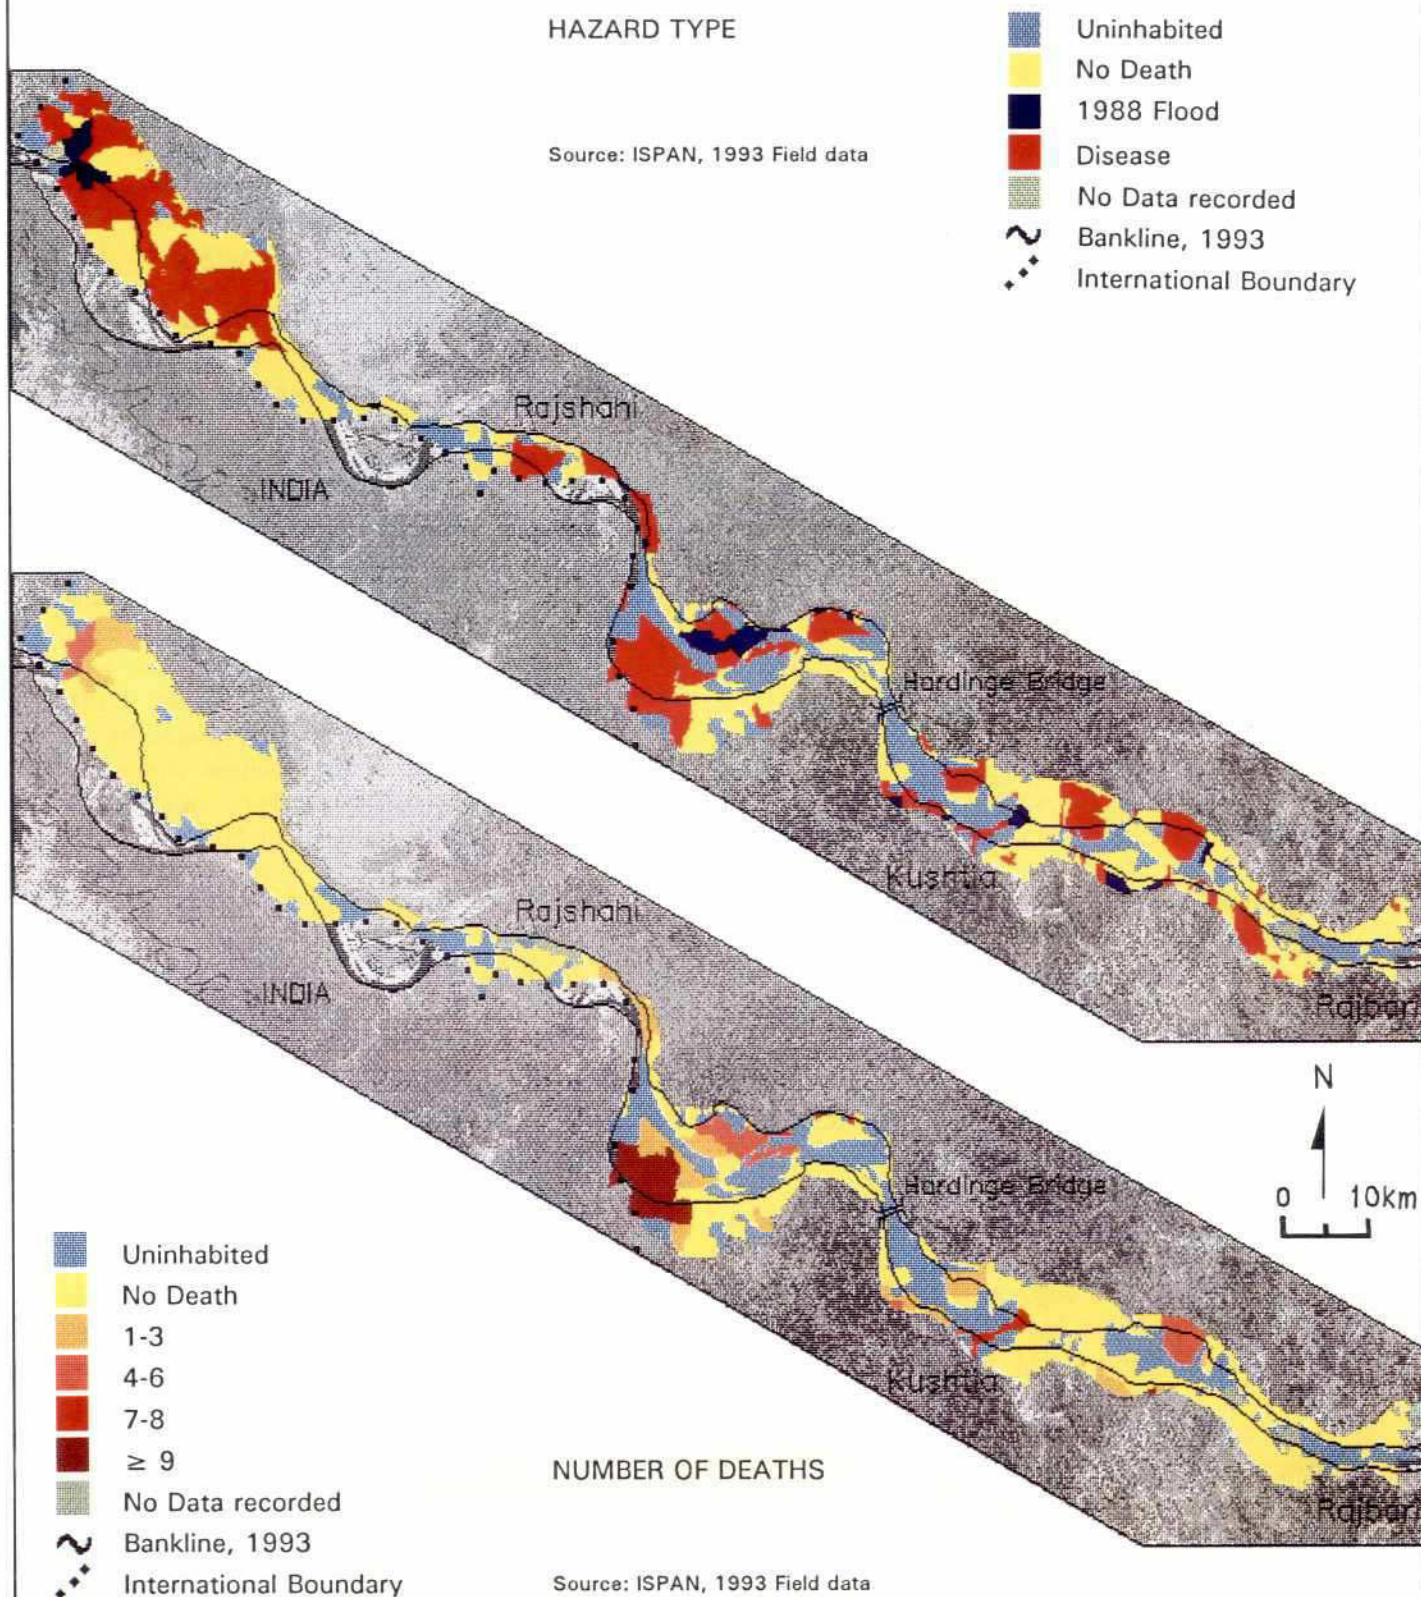 HAZARD TYPE
Source: ISPAN, 1993 Field data
Uninhabited
No Death
1988 Flood
Disease
No Data recorded
Bankline, 1993
International Boundary
Rajshahi
INDIA
Hardinge Bridge
Kushtia
Rajbari
N
0 10km
Rajshahi
INDIA
Hardinge Bridge
Kushtia
Rajbari
Uninhabited
No Death
1-3
4-6
7-8
≥ 9
No Data recorded
Bankline, 1993
International Boundary
NUMBER OF DEATHS
Source: ISPAN, 1993 Field data